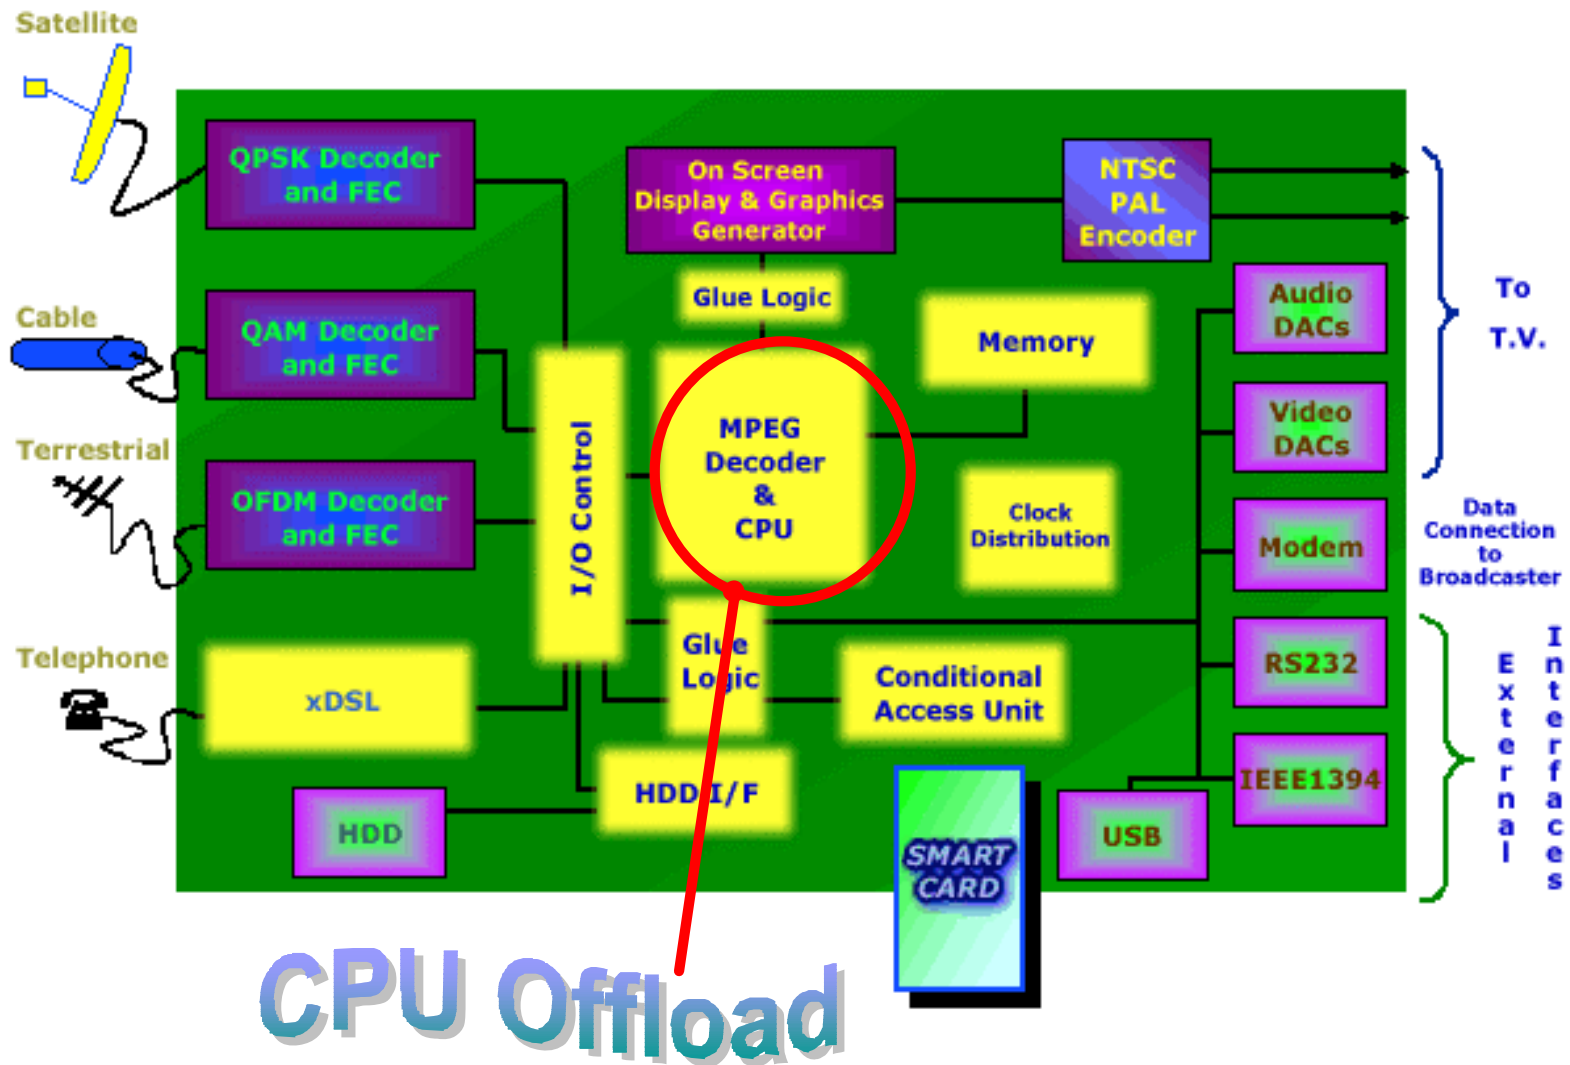 Satellite
QPSK Decoder
and FEC
On Screen
Display & Graphics
Generator
NTSC
PAL
Encoder
Glue Logic
Audio
DACs
To
T.V.
Cable
QAM Decoder
and FEC
Memory
Video
DACs
I/O Control
MPEG
Decoder
&
CPU
Terrestrial
OFDM Decoder
and FEC
Clock
Distribution
Modem
Data
Connection
to
Broadcaster
Telephone
xDSL
Glue
Logic
Conditional
Access Unit
RS232
External
Interfaces
HDD I/F
IEEE1394
HDD
USB
SMART
CARD
CPU Offload